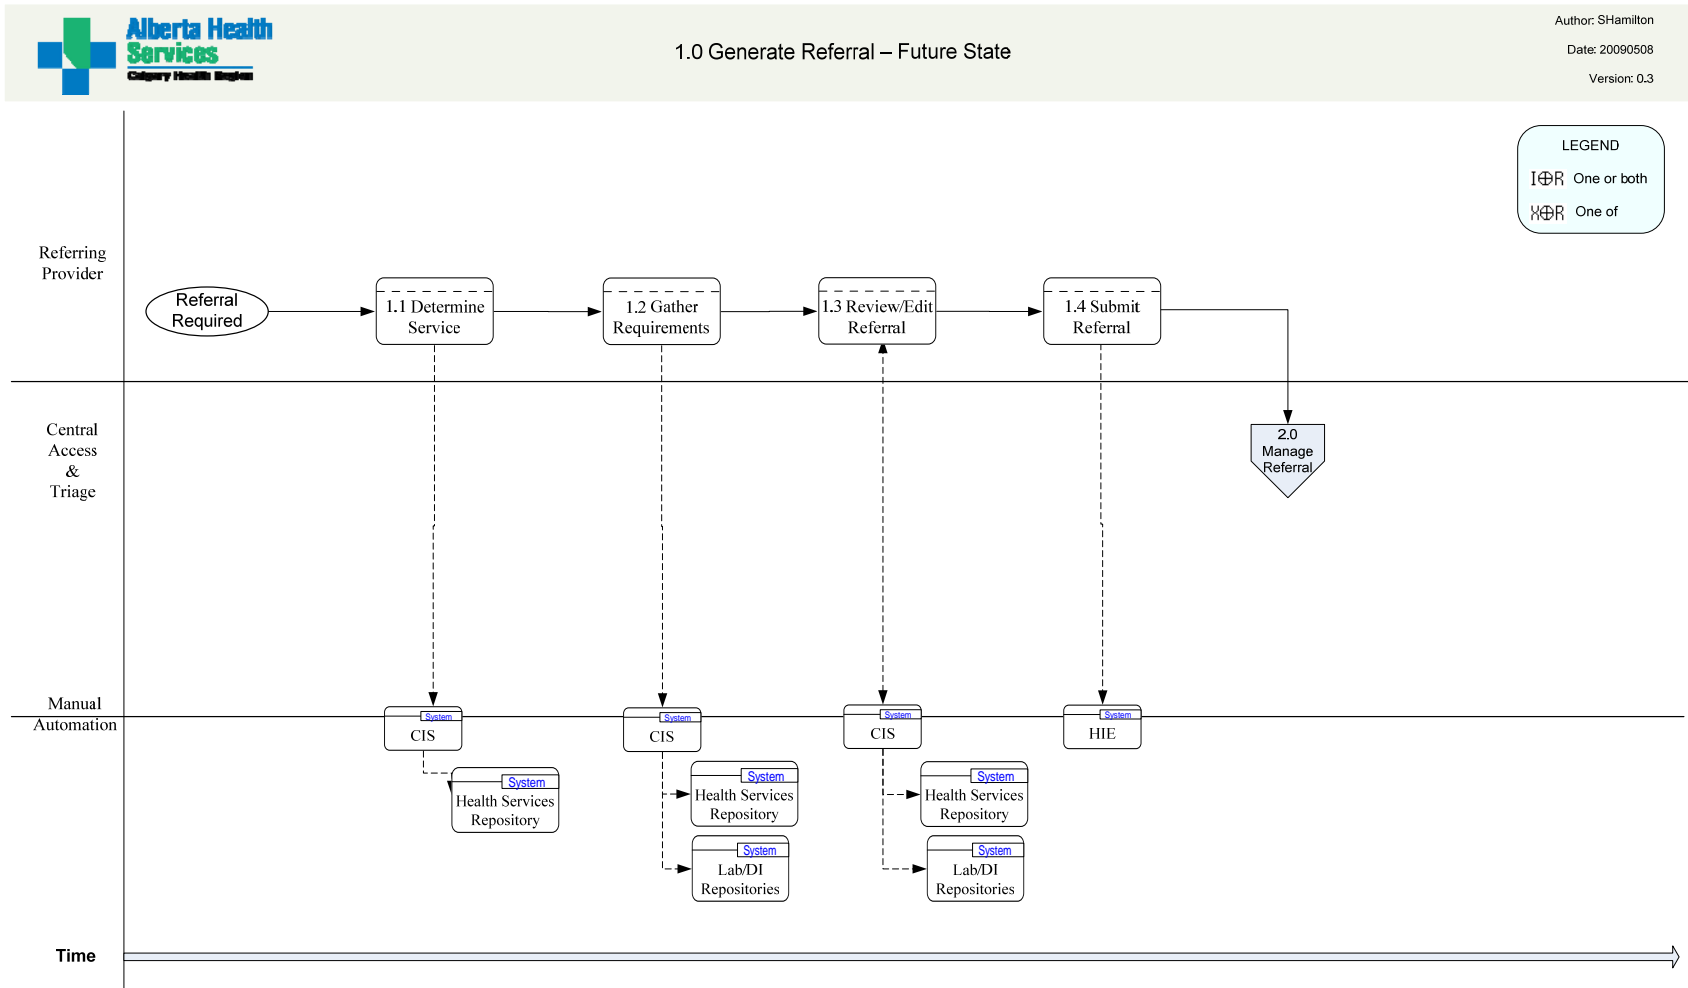 Alberta Health
Services
Calgary Health Region
1.0 Generate Referral – Future State
Author: SHamilton
Date: 20090508
Version: 0.3
LEGEND
IOR One or both
XOR One of
Referring
Provider
Referral
Required
1.1 Determine
Service
1.2 Gather
Requirements
1.3 Review/Edit
Referral
1.4 Submit
Referral
Central
Access
&
Triage
2.0
Manage
Referral
Manual
Automation
System
CIS
System
CIS
System
CIS
System
HIE
System
Health Services
Repository
System
Health Services
Repository
System
Health Services
Repository
System
Lab/DI
Repositories
System
Lab/DI
Repositories
Time